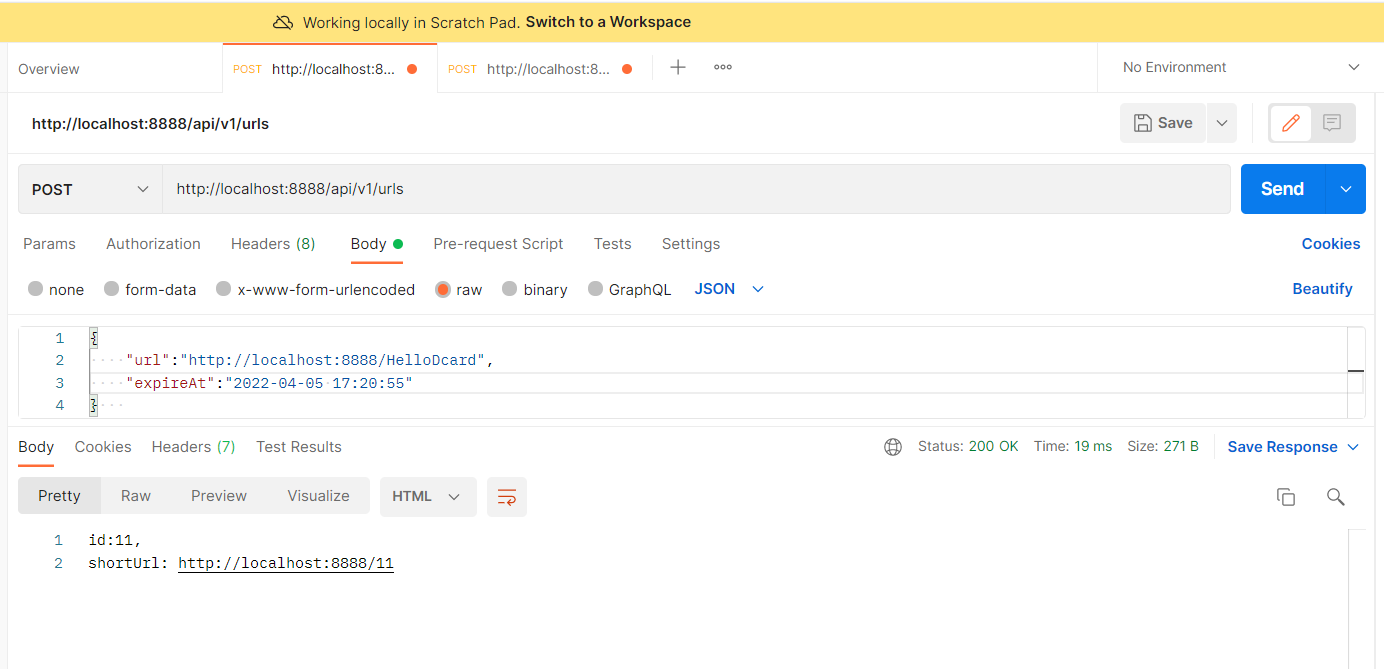 Working locally in Scratch Pad. Switch to a Workspace
Overview POST http://localhost:8... POST http://localhost:8... No Environment
http://localhost:8888/api/v1/urls Save
POST http://localhost:8888/api/v1/urls Send
Params Authorization Headers (8) Body Pre-request Script Tests Settings Cookies
none form-data x-www-form-urlencoded raw binary GraphQL JSON Beautify
1 {
2 "url":"http://localhost:8888/HelloDcard",
3 "expireAt":"2022-04-05 17:20:55"
4 }
Body Cookies Headers (7) Test Results Status: 200 OK Time: 19 ms Size: 271 B Save Response
Pretty Raw Preview Visualize HTML
1 id:11,
2 shortUrl: http://localhost:8888/11